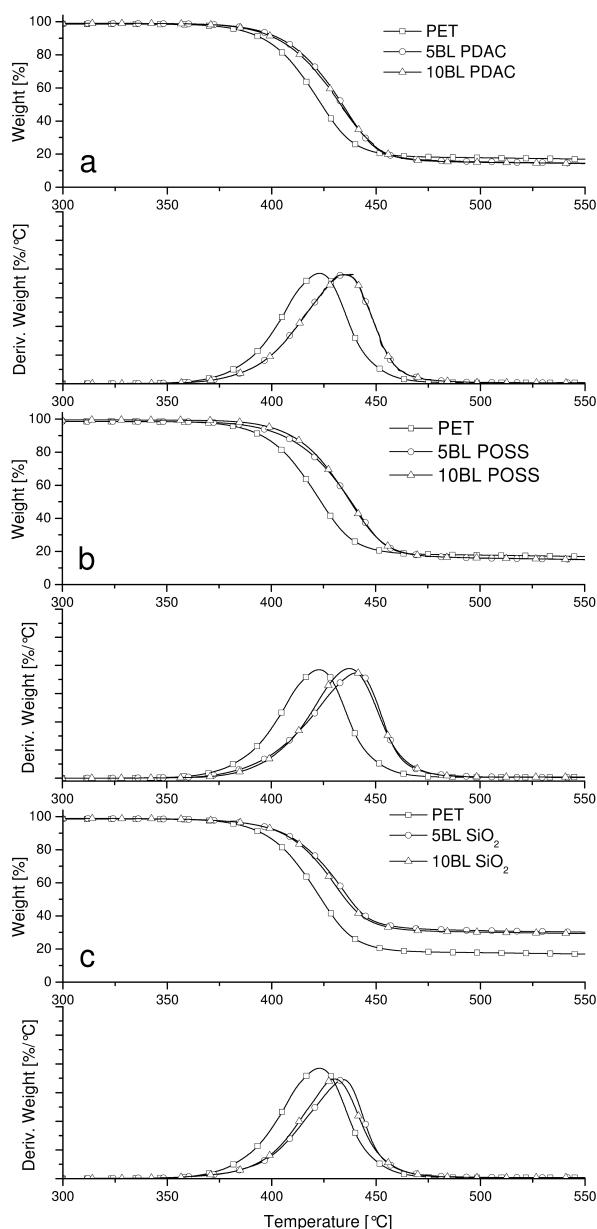 100
80
60
40
20
0
Weight [%]
PET
5BL PDAC
10BL PDAC
a
300 350 400 450 500 550
Deriv. Weight [%/°C]
300 350 400 450 500 550
100
80
60
40
20
0
Weight [%]
PET
5BL POSS
10BL POSS
b
300 350 400 450 500 550
Deriv. Weight [%/°C]
300 350 400 450 500 550
100
80
60
40
20
0
Weight [%]
PET
5BL SiO₂
10BL SiO₂
c
300 350 400 450 500 550
Deriv. Weight [%/°C]
300 350 400 450 500 550
Temperature [°C]